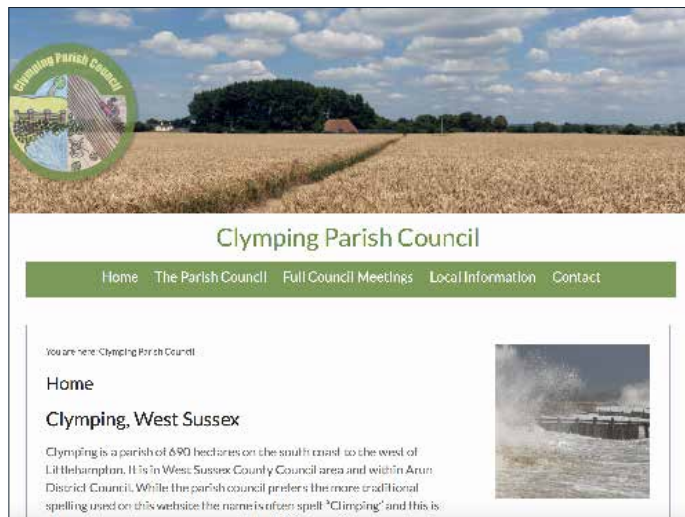 Clymping Parish Council
Clymping Parish Council
Home The Parish Council Full Council Meetings Local Information Contact
You are here: Clymping Parish Council
Home
Clymping, West Sussex
Clymping is a parish of 690 hectares on the south coast to the west of
Littlehampton. It is in West Sussex County Council area and within Arun
District Council. While the parish council prefers the more traditional
spelling used on this website the name is often spelt "Climping" and this is